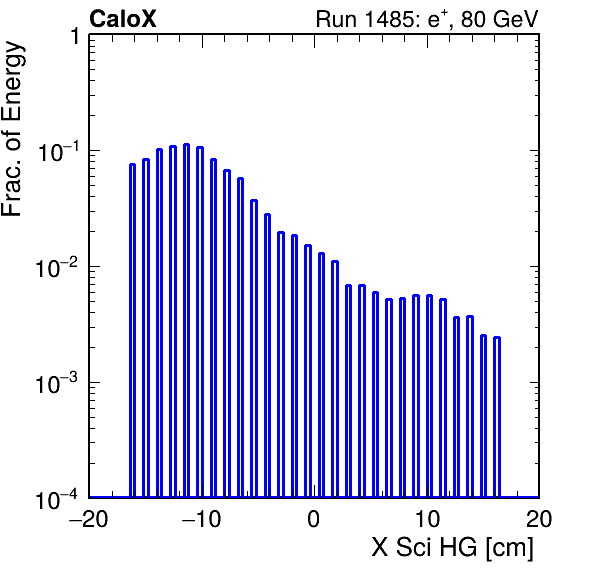 CaloX
Run 1485: e⁺, 80 GeV
Frac. of Energy
1
10⁻¹
10⁻²
10⁻³
10⁻⁴
−20
−10
0
10
20
X Sci HG [cm]